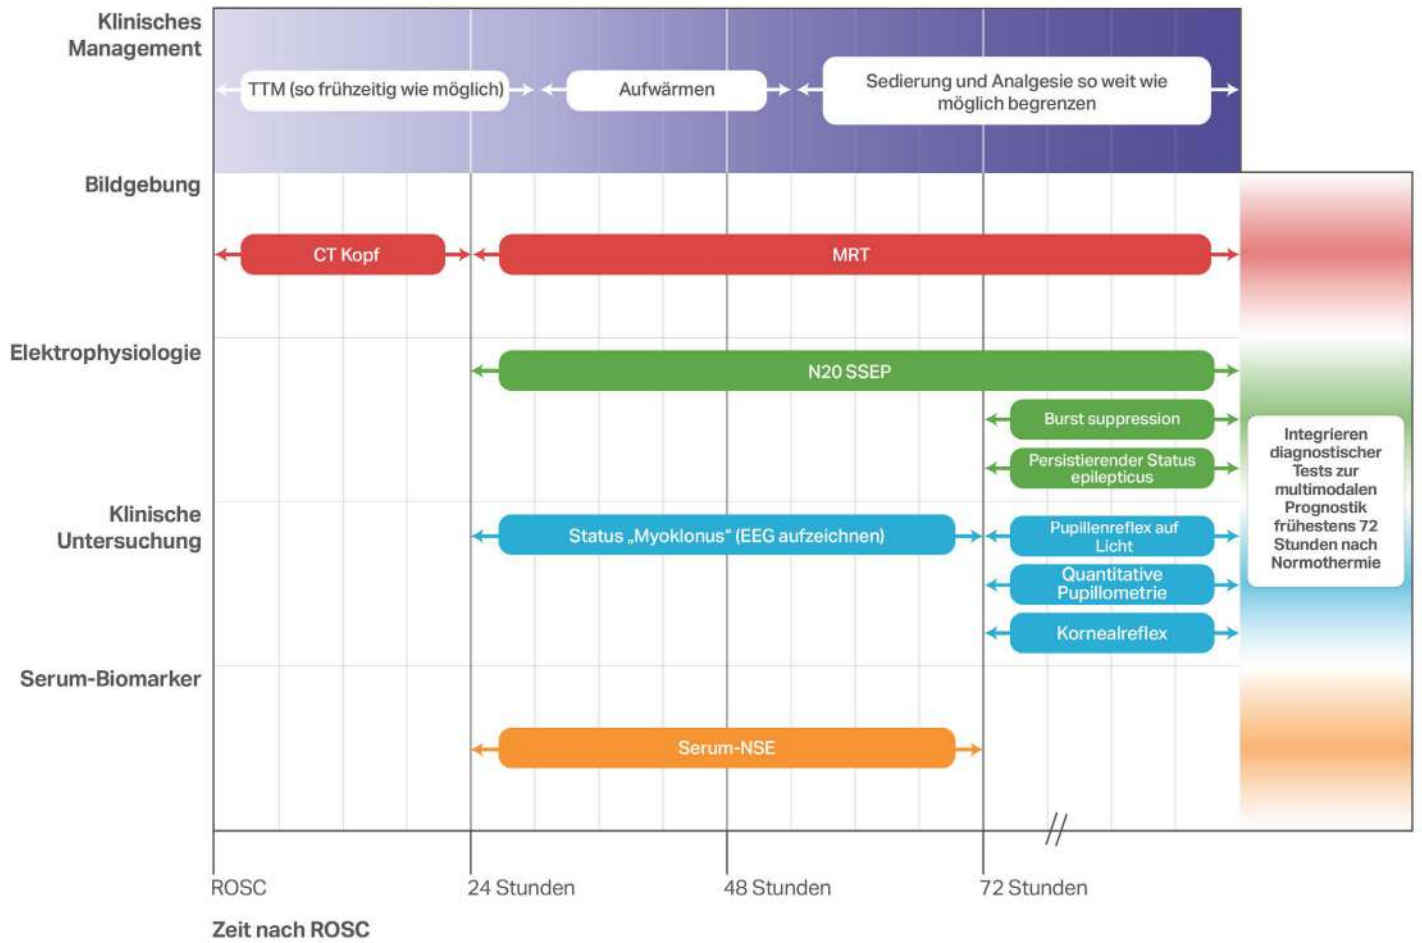 Klinisches
Management
TTM (so frühzeitig wie möglich)
Aufwärmen
Sedierung und Analgesie so weit wie
möglich begrenzen
Bildgebung
CT Kopf
MRT
Elektrophysiologie
N20 SSEP
Burst suppression
Persistierender Status
epilepticus
Klinische
Untersuchung
Status „Myoklonus“ (EEG aufzeichnen)
Pupillenreflex auf
Licht
Quantitative
Pupillometrie
Kornealreflex
Integrieren
diagnostischer
Tests zur
multimodalen
Prognostik
frühestens 72
Stunden nach
Normothermie
Serum-Biomarker
Serum-NSE
ROSC
24 Stunden
48 Stunden
72 Stunden
Zeit nach ROSC